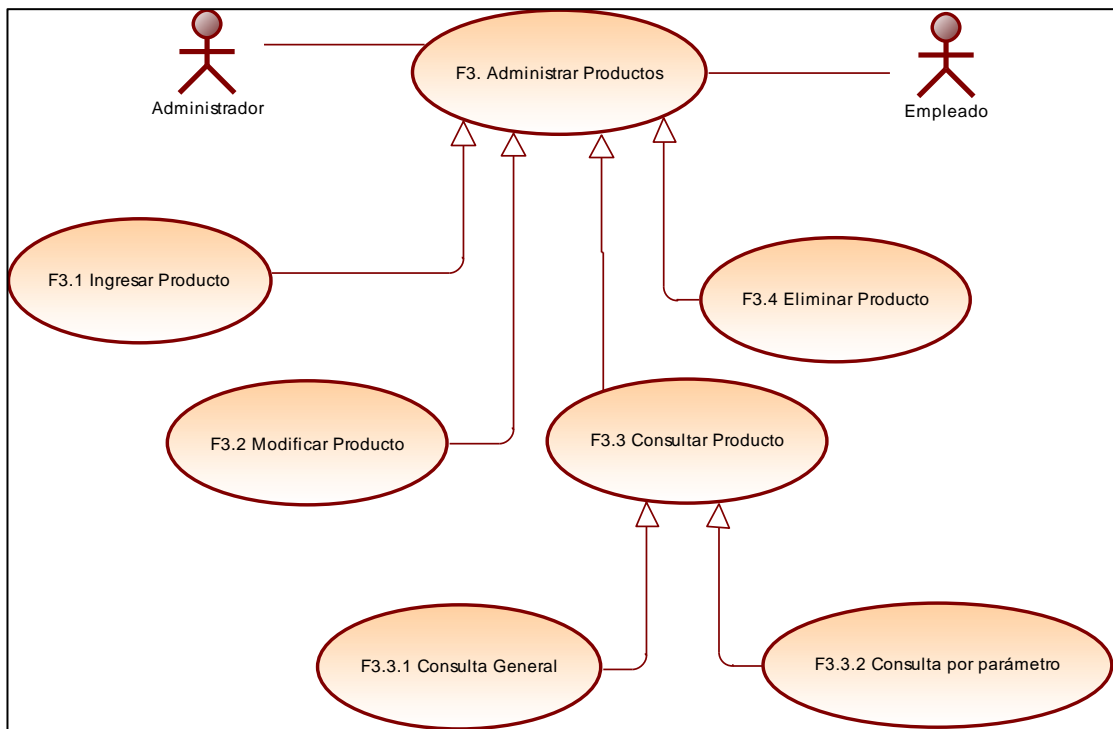 F3. Administrar Productos
Administrador
Empleado
F3.1 Ingresar Producto
F3.4 Eliminar Producto
F3.2 Modificar Producto
F3.3 Consultar Producto
F3.3.1 Consulta General
F3.3.2 Consulta por parámetro